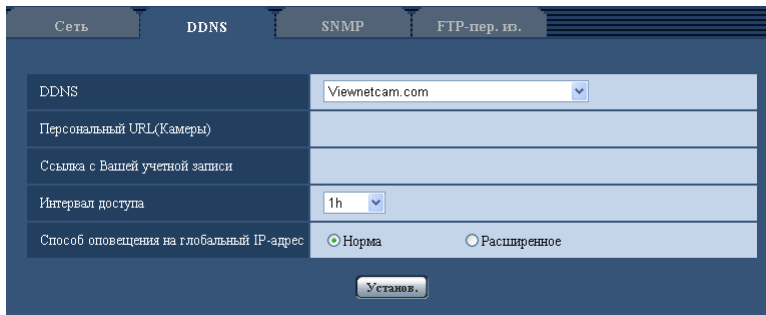 Сеть DDNS SNMP FTP-пер. из.
DDNS Viewnetcam.com
Персональный URL(Камеры)
Ссылка с Вашей учетной записи
Интервал доступа 1h
Способ оповещения на глобальный IP-адрес Норма Расширенное
Установ.